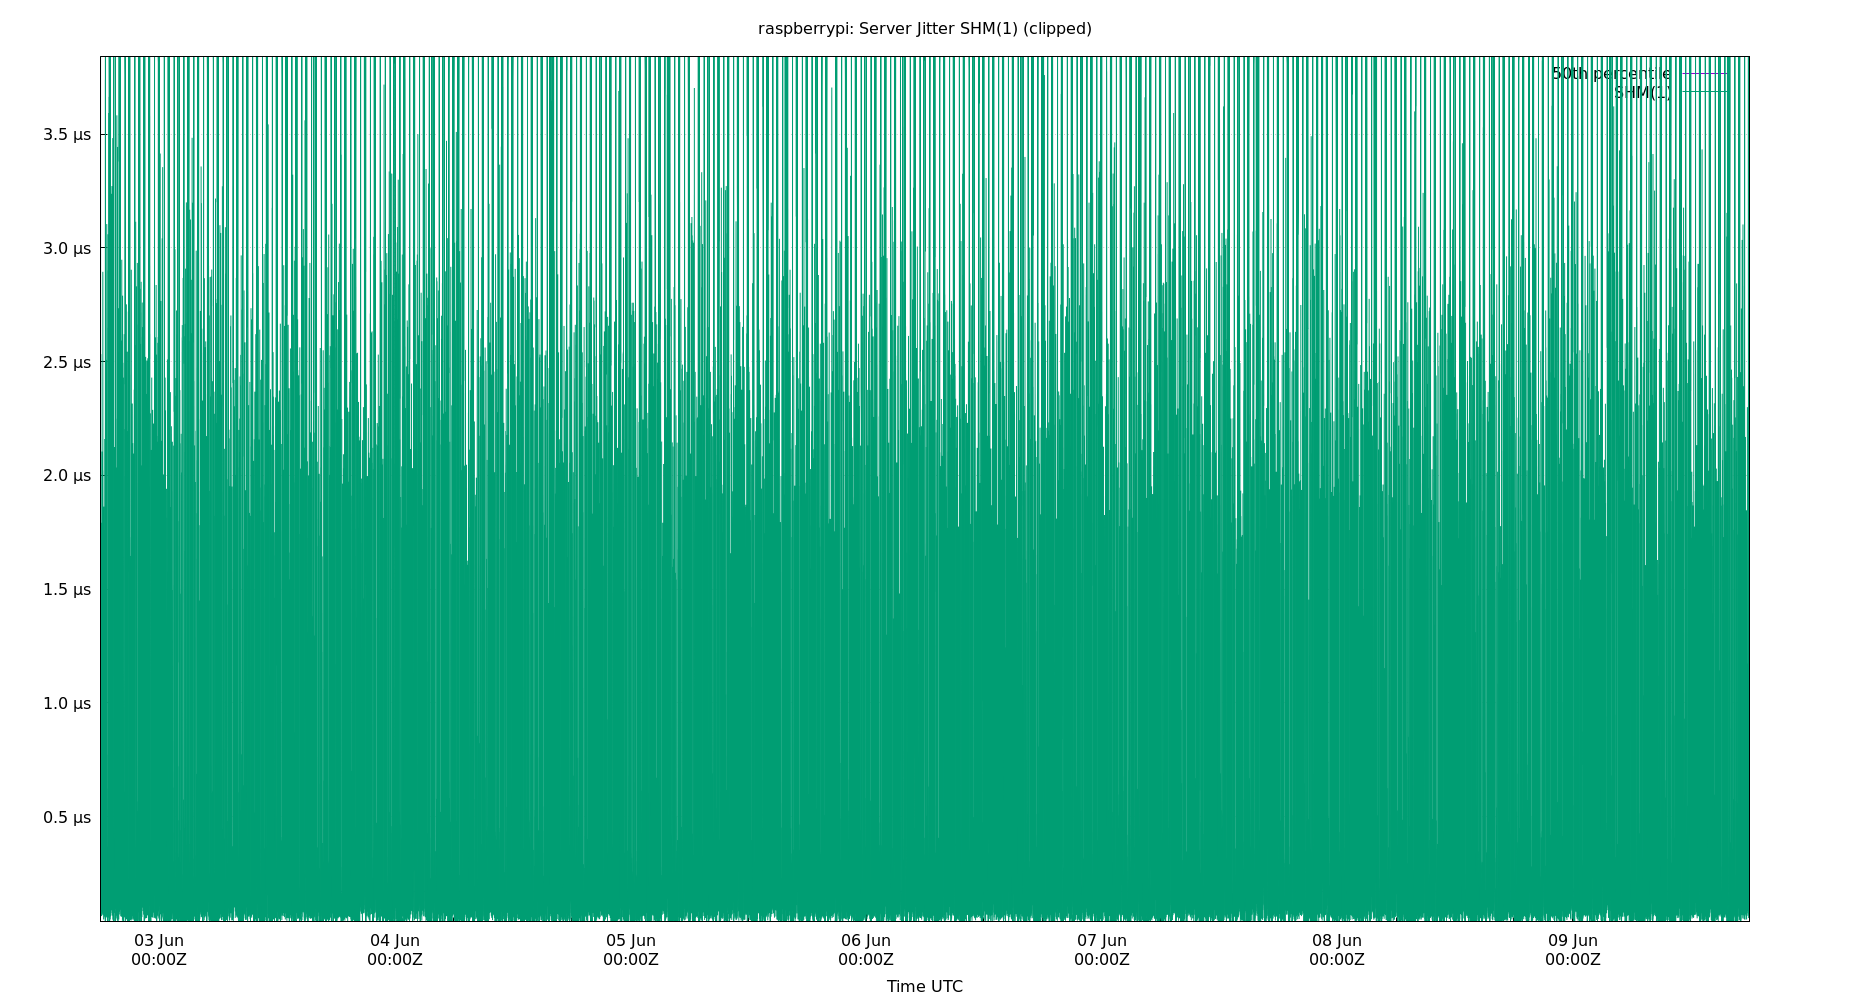 raspberrypi: Server Jitter SHM(1) (clipped)
50th percentile
SHM(1)
3.5 µs
3.0 µs
2.5 µs
2.0 µs
1.5 µs
1.0 µs
0.5 µs
03 Jun 04 Jun 05 Jun 06 Jun 07 Jun 08 Jun 09 Jun
00:00Z 00:00Z 00:00Z 00:00Z 00:00Z 00:00Z 00:00Z
Time UTC